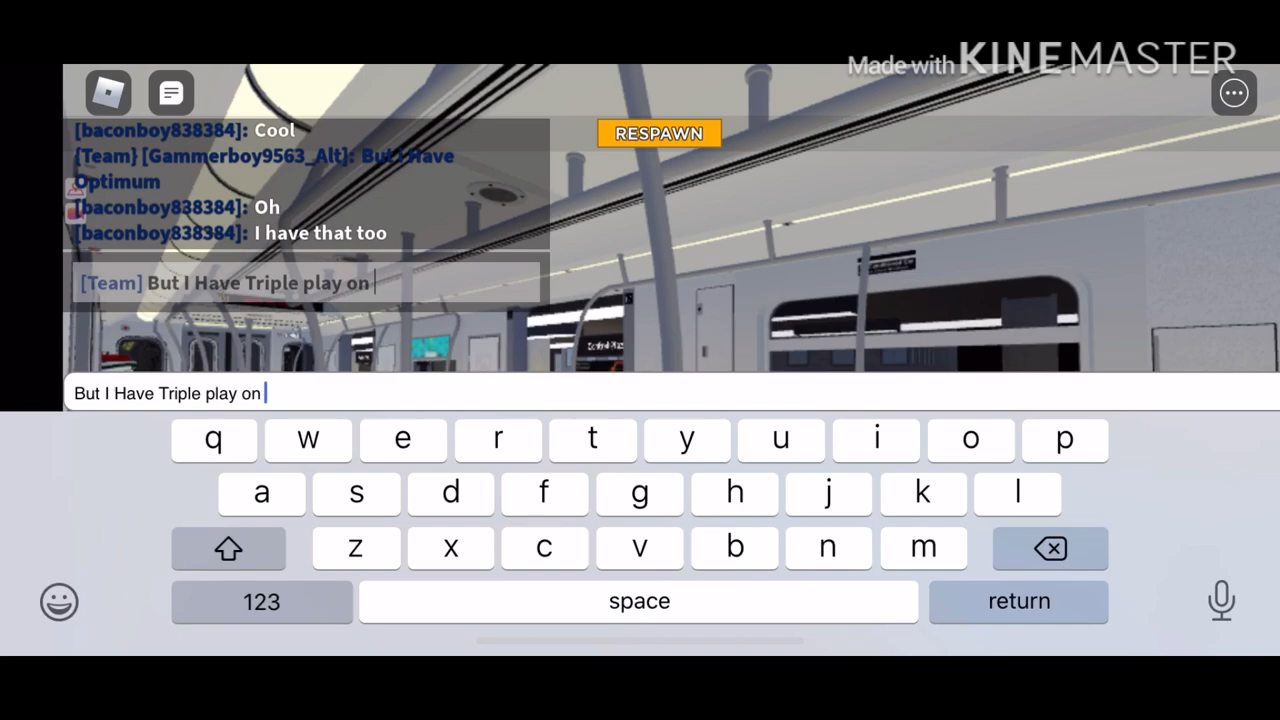 Made with KINEMASTER
[baconboy838384]: Cool
RESPAWN
{Team} [Gammerboy9563_Alt]: But I Have
Optimum
[baconboy838384]: Oh
[baconboy838384]: I have that too
[Team] But I Have Triple play on
But I Have Triple play on
q w e r t y u i o p
a s d f g h j k l
z x c v b n m
123 space return